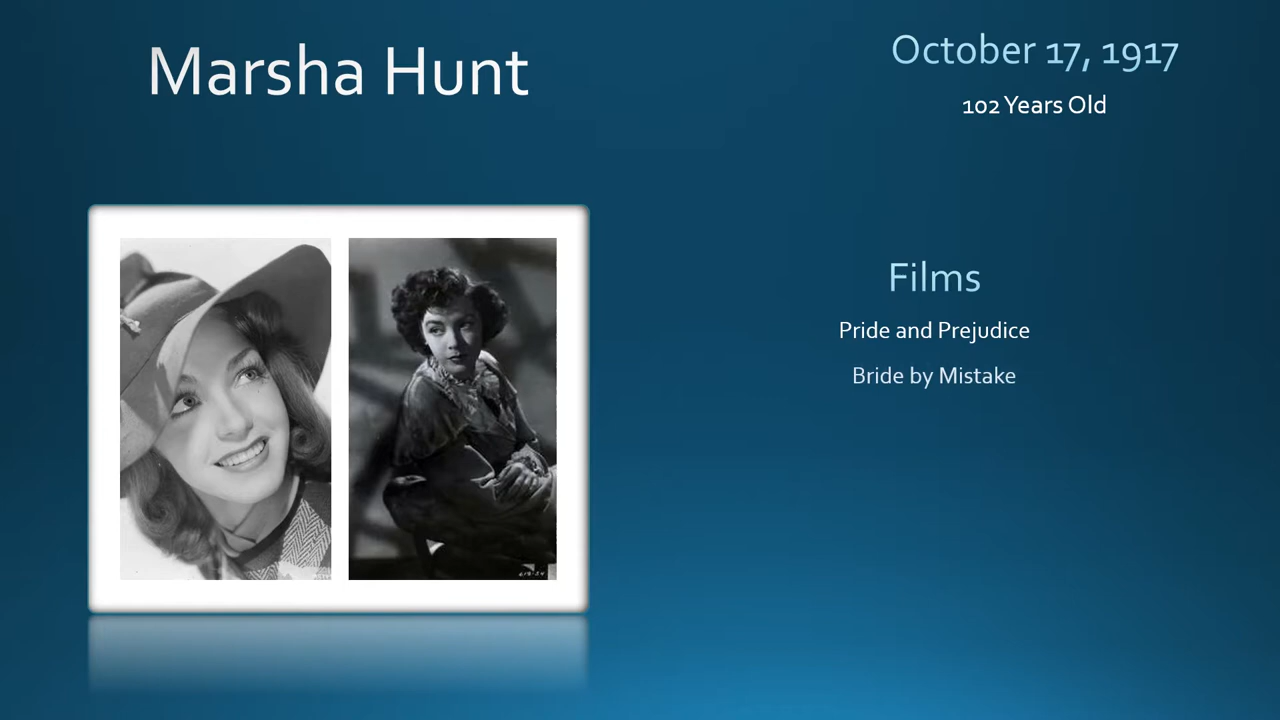 Marsha Hunt
October 17, 1917
102 Years Old
Films
Pride and Prejudice
Bride by Mistake